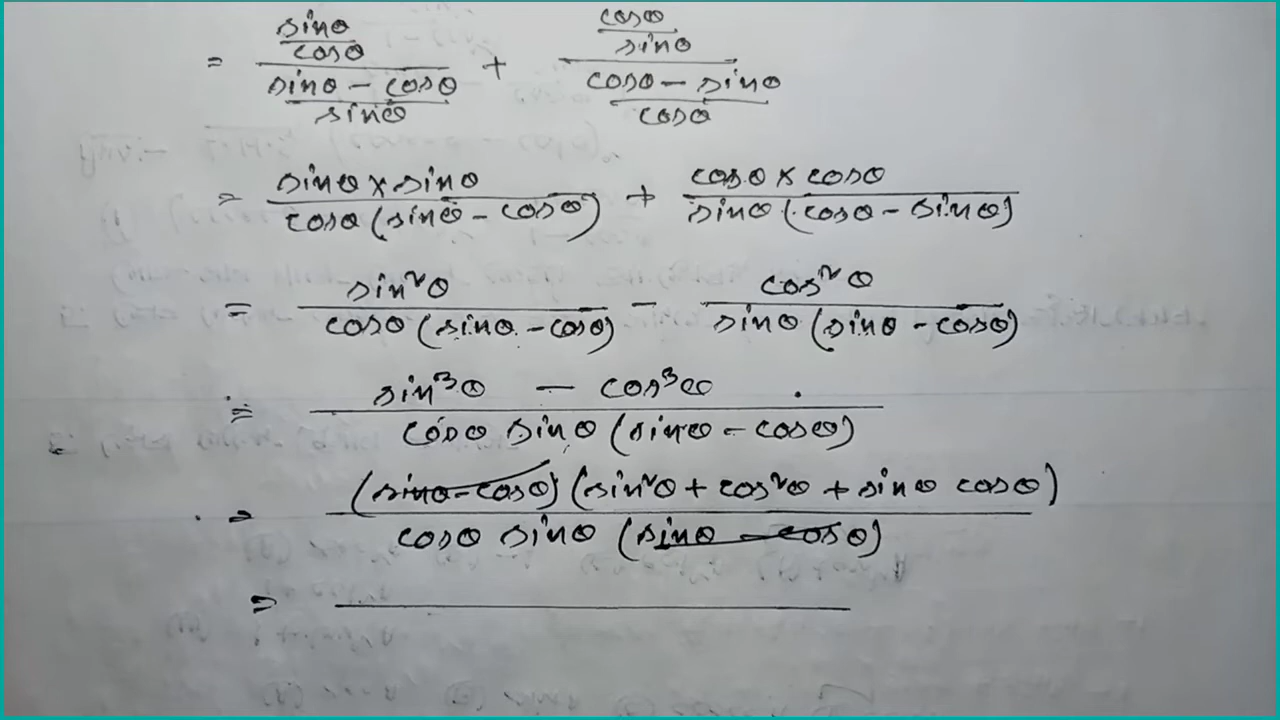 = (sinθ/cosθ)/((sinθ - cosθ)/sinθ) + (cosθ/sinθ)/((cosθ - sinθ)/cosθ)
= (sinθ × sinθ)/(cosθ (sinθ - cosθ)) + (cosθ × cosθ)/(sinθ (cosθ - sinθ))
= sin²θ/(cosθ (sinθ - cosθ)) - cos²θ/(sinθ (sinθ - cosθ))
= (sin³θ - cos³θ)/(cosθ sinθ (sinθ - cosθ))
= ((sinθ - cosθ) (sin²θ + cos²θ + sinθ cosθ))/(cosθ sinθ (sinθ - cosθ))
=